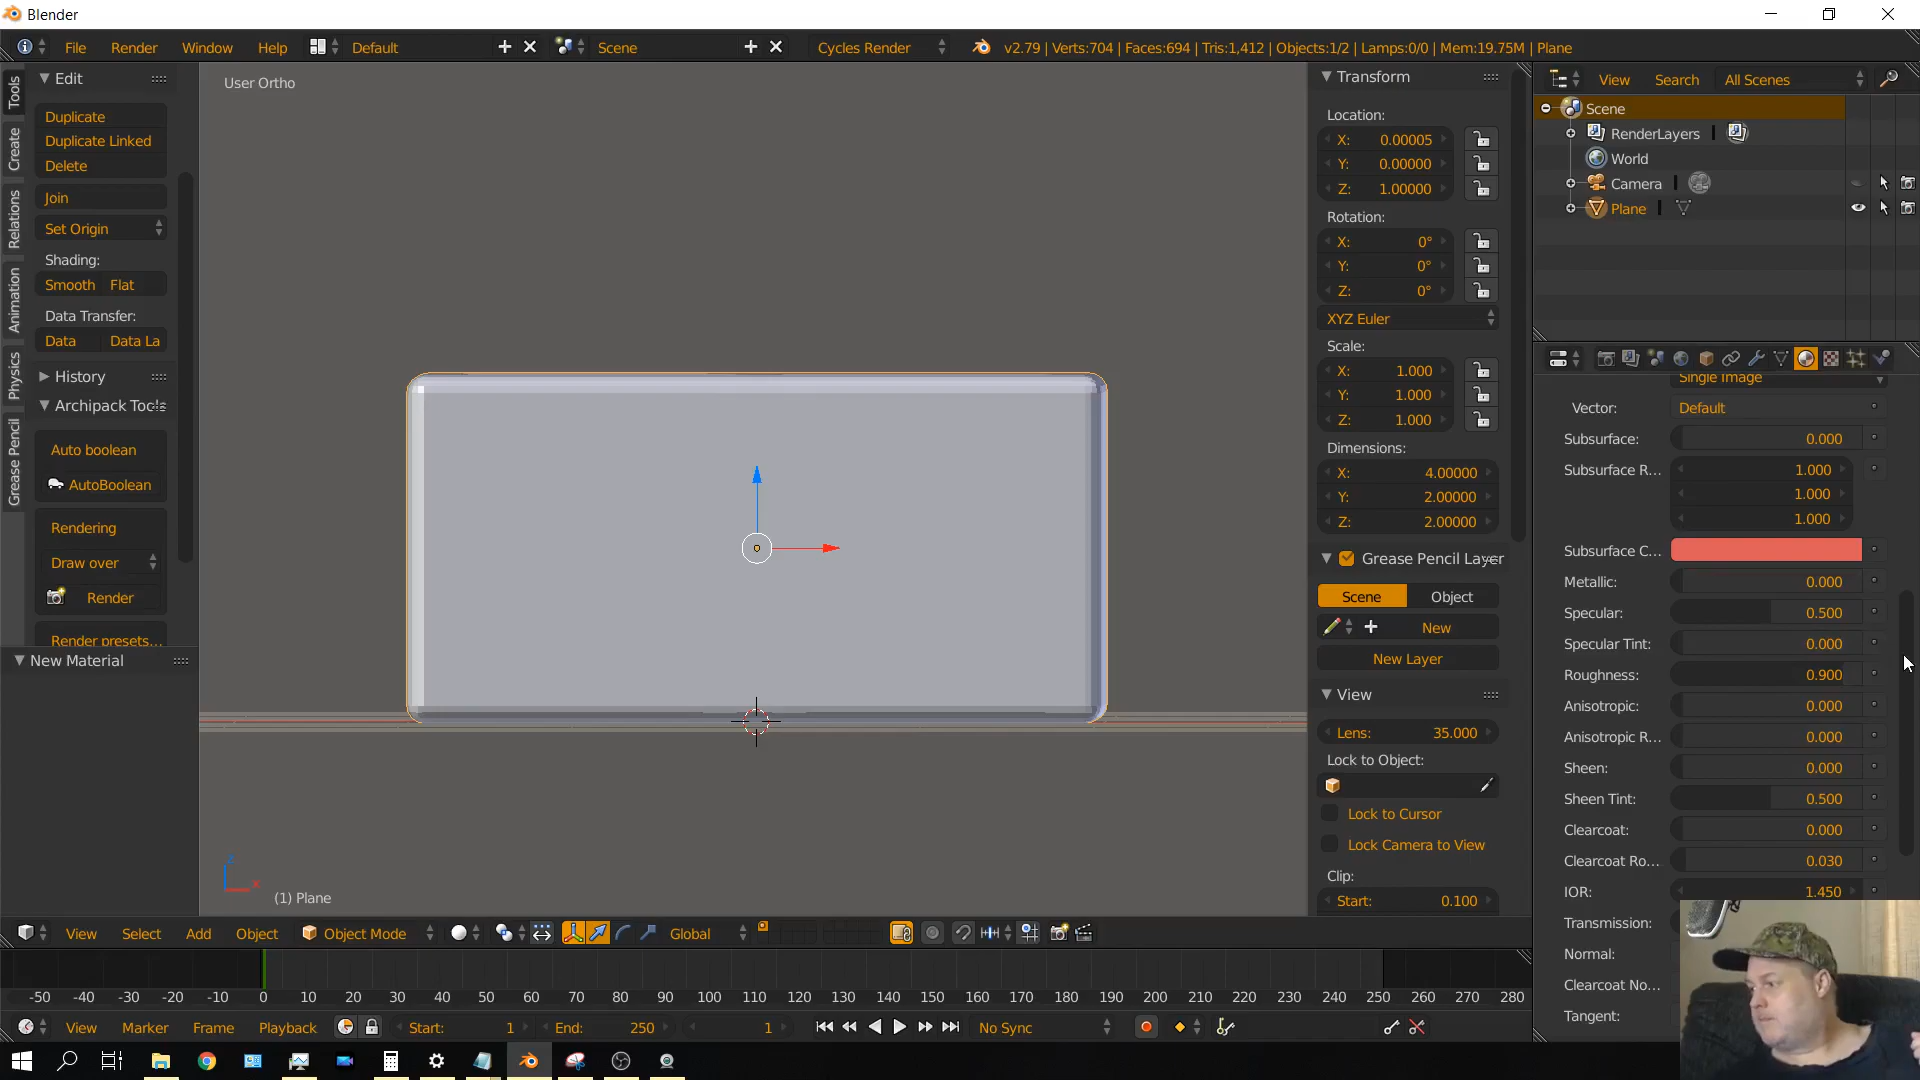 Blender
File Render Window Help Default Scene Cycles Render v2.79 | Verts:704 | Faces:694 | Tris:1,412 | Objects:1/2 | Lamps:0/0 | Mem:19.75M | Plane
Tools
Create
Relations
Animation
Physics
Grease Pencil
Edit
Duplicate
Duplicate Linked
Delete
Join
Set Origin
Shading:
Smooth Flat
Data Transfer:
Data Data La
History
Archipack Tools
Auto boolean
AutoBoolean
Rendering
Draw over
Render
Render presets...
New Material
User Ortho
(1) Plane
Transform
Location:
X: 0.00005
Y: 0.00000
Z: 1.00000
Rotation:
X: 0°
Y: 0°
Z: 0°
XYZ Euler
Scale:
X: 1.000
Y: 1.000
Z: 1.000
Dimensions:
X: 4.00000
Y: 2.00000
Z: 2.00000
Grease Pencil Layer
Scene Object
New
New Layer
View
Lens: 35.000
Lock to Object:
Lock to Cursor
Lock Camera to View
Clip:
Start: 0.100
View Search All Scenes
Scene
RenderLayers
World
Camera
Plane
Single Image
Vector: Default
Subsurface: 0.000
Subsurface R... 1.000
1.000
1.000
Subsurface C...
Metallic: 0.000
Specular: 0.500
Specular Tint: 0.000
Roughness: 0.900
Anisotropic: 0.000
Anisotropic R... 0.000
Sheen: 0.000
Sheen Tint: 0.500
Clearcoat: 0.000
Clearcoat Ro... 0.030
IOR: 1.450
Transmission:
Normal:
Clearcoat No...
Tangent:
View Select Add Object Object Mode Global
-50 -40 -30 -20 -10 0 10 20 30 40 50 60 70 80 90 100 110 120 130 140 150 160 170 180 190 200 210 220 230 240 250 260 270 280
View Marker Frame Playback Start: 1 End: 250 1 No Sync